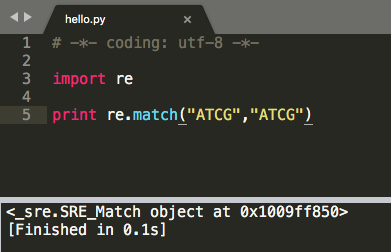 hello.py ×
1 # -*- coding: utf-8 -*-
2
3 import re
4
5 print re.match("ATCG","ATCG")
<_sre.SRE_Match object at 0x1009ff850>
[Finished in 0.1s]